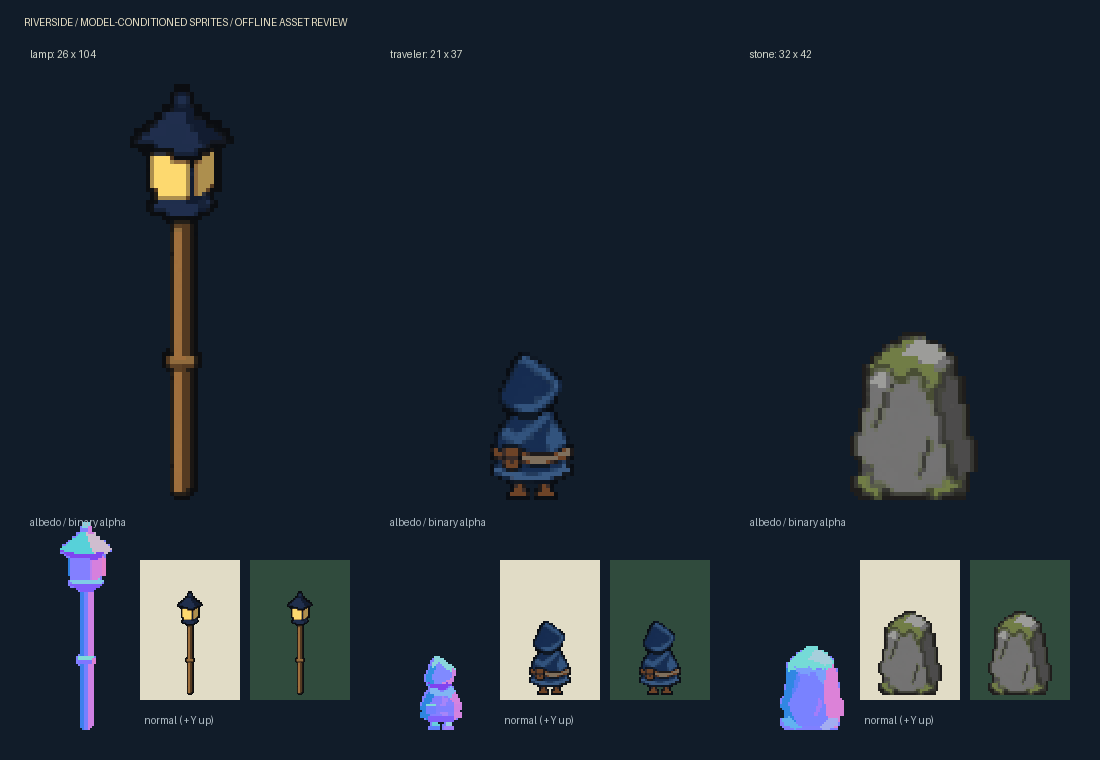 RIVERSIDE / MODEL-CONDITIONED SPRITES / OFFLINE ASSET REVIEW
lamp: 26 x 104
traveler: 21 x 37
stone: 32 x 42
albedo / binary alpha
albedo / binary alpha
albedo / binary alpha
normal (+Y up)
normal (+Y up)
normal (+Y up)